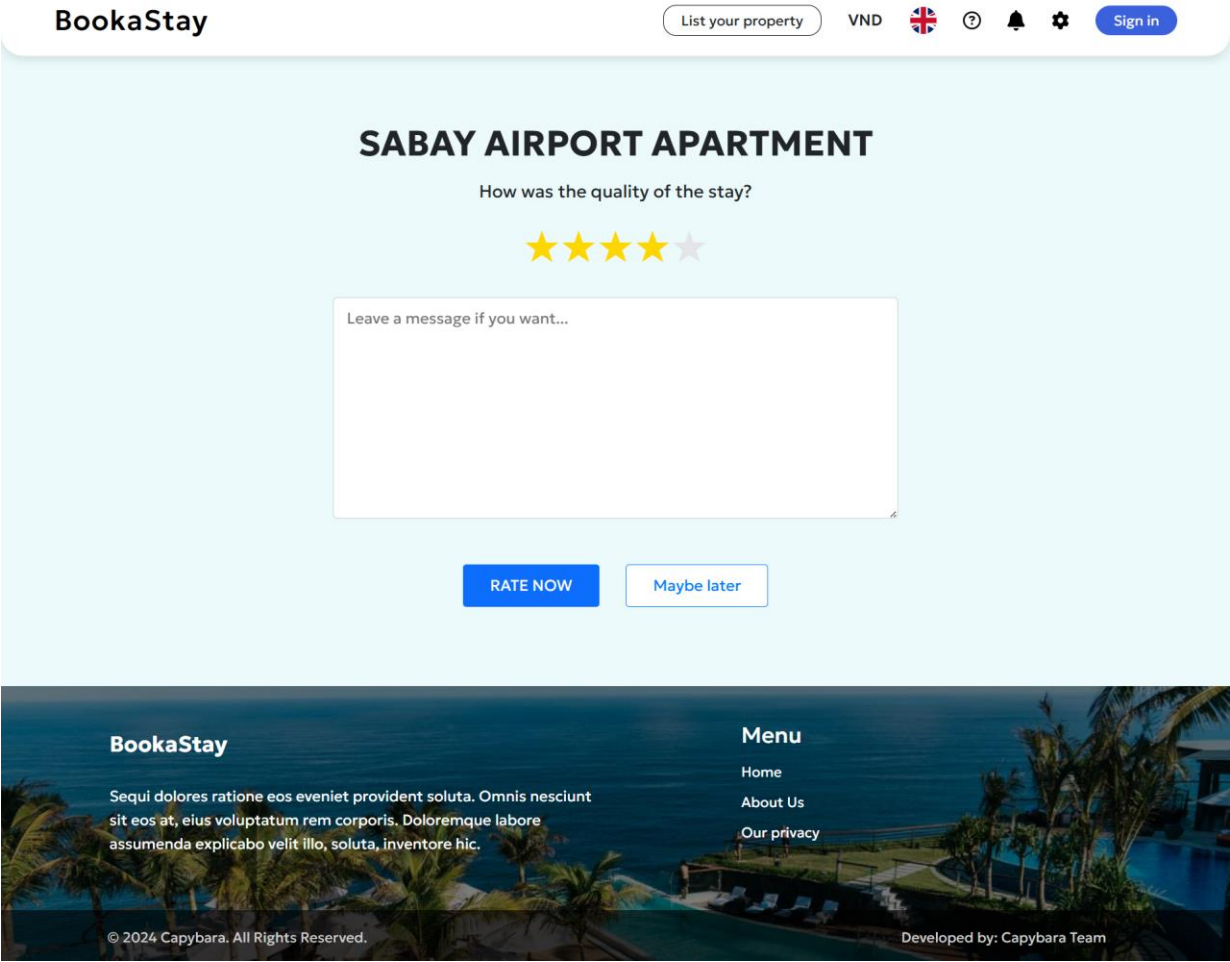 BookaStay
List your property
VND
Sign in
SABAY AIRPORT APARTMENT
How was the quality of the stay?
Leave a message if you want...
RATE NOW
Maybe later
BookaStay
Sequi dolores ratione eos eveniet provident soluta. Omnis nesciunt
sit eos at, eius voluptatum rem corporis. Doloremque labore
assumenda explicabo velit illo, soluta, inventore hic.
Menu
Home
About Us
Our privacy
© 2024 Capybara. All Rights Reserved.
Developed by: Capybara Team